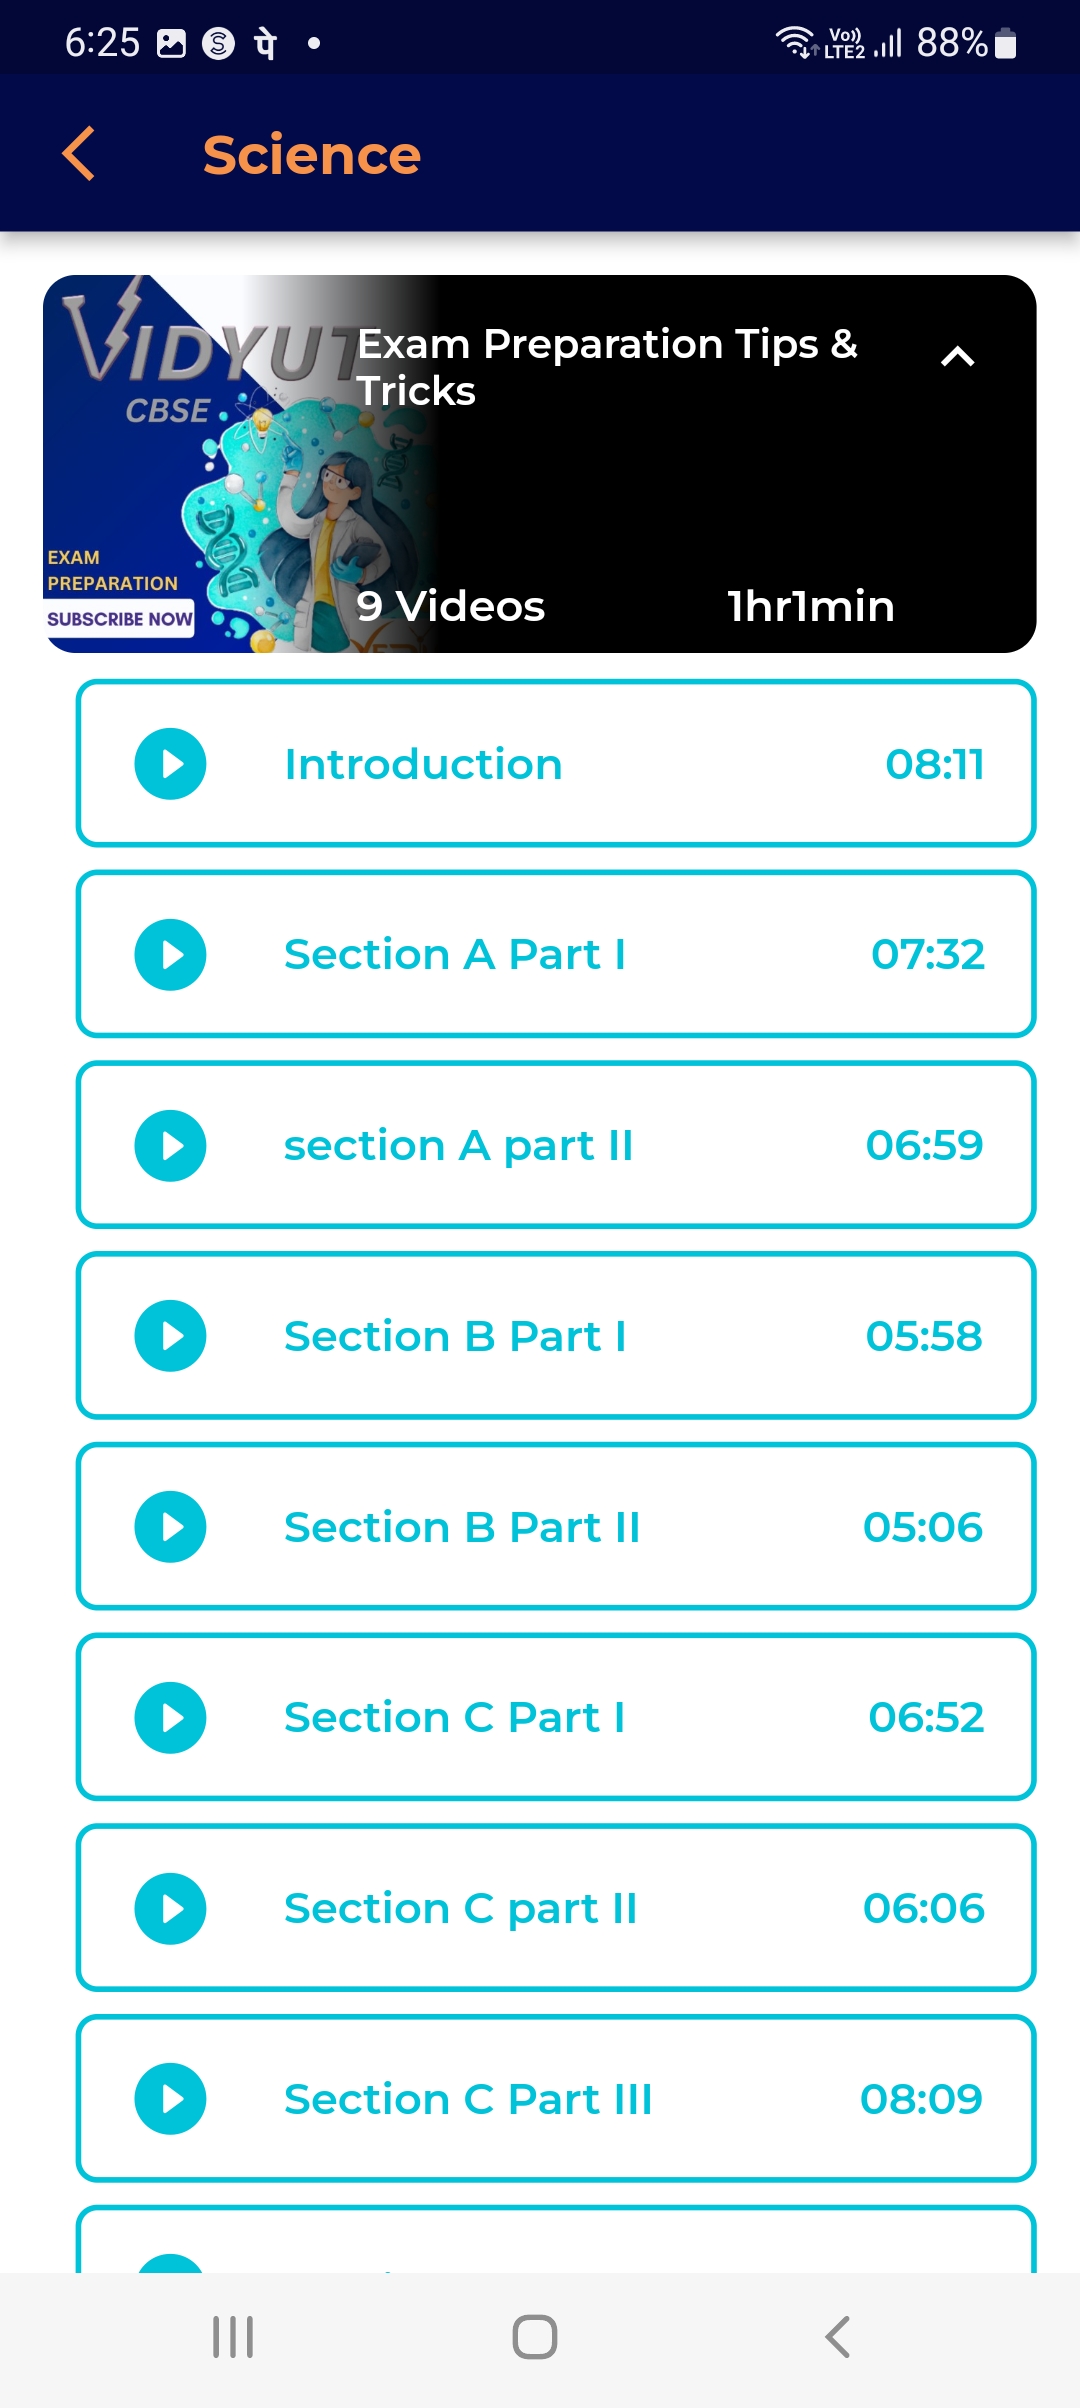 6:25 पे Vo)) LTE2 88%
Science
VIDYUT
CBSE
Exam Preparation Tips &
Tricks
EXAM
PREPARATION
SUBSCRIBE NOW
9 Videos 1hr1min
Introduction 08:11
Section A Part I 07:32
section A part II 06:59
Section B Part I 05:58
Section B Part II 05:06
Section C Part I 06:52
Section C part II 06:06
Section C Part III 08:09